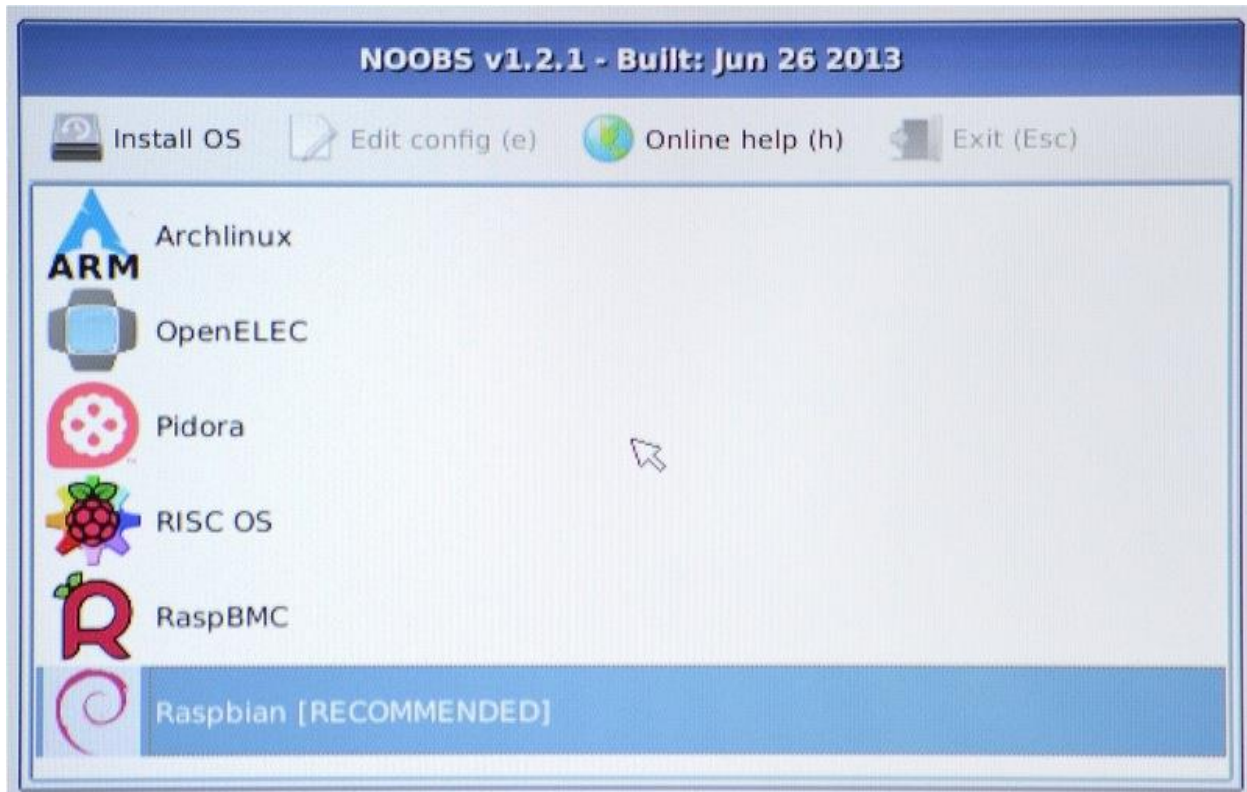 NOOBS v1.2.1 - Built: Jun 26 2013
Install OS Edit config (e) Online help (h) Exit (Esc)
Archlinux
ARM
OpenELEC
Pidora
RISC OS
RaspBMC
Raspbian [RECOMMENDED]